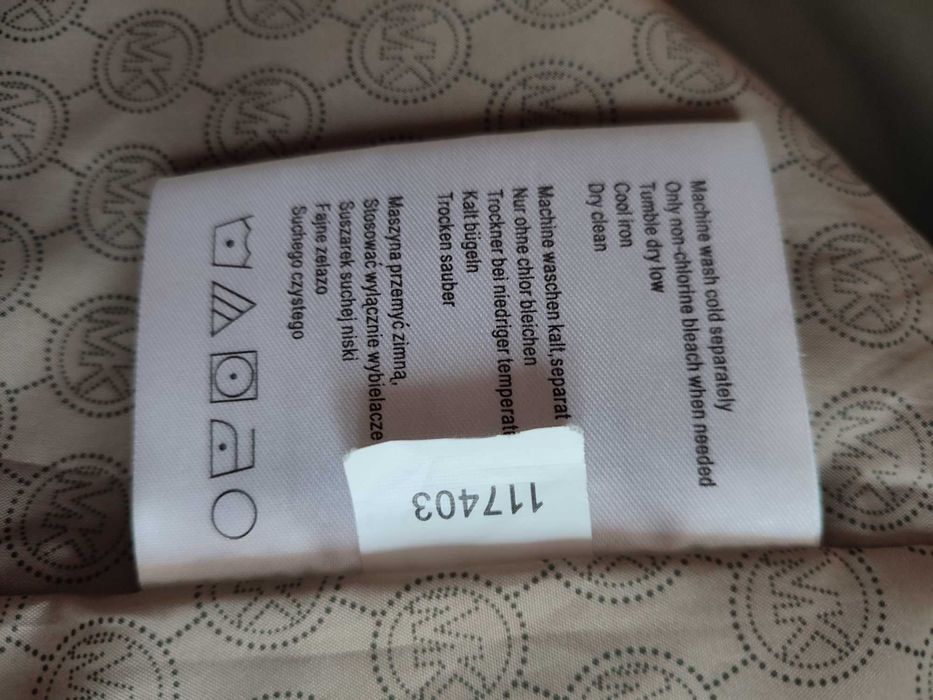 Machine wash cold separately
Only non-chlorine bleach when needed
Tumble dry low
Cool iron
Dry clean
Machine waschen kalt, separat
Nur ohne chlor bleichen
Trockner bei niedriger temperati
Kalt bügeln
Trocken sauber
Maszyna przemyć zimną,
Stosować wyłącznie wybielacze
Suszarek suchej niski
Fajne żelazo
Suchego czystego
117403
MK